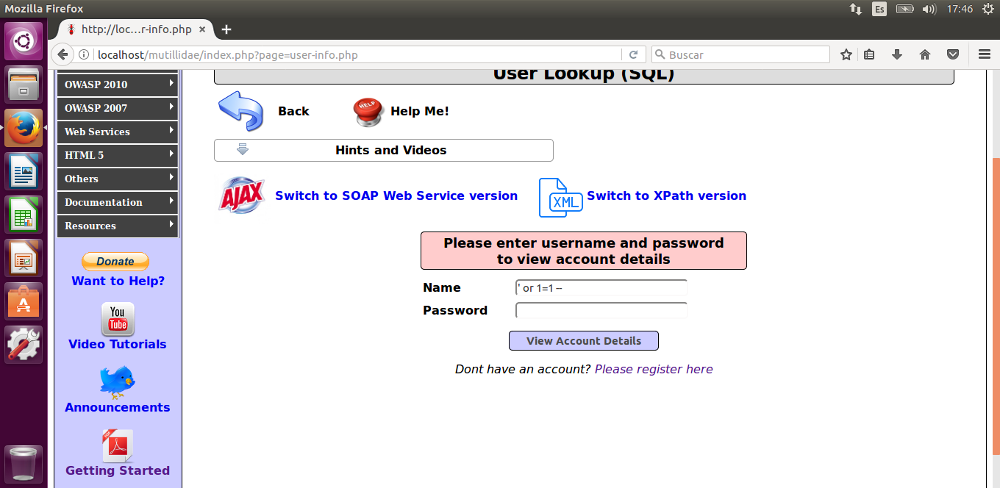 Mozilla Firefox
Es
17:46
http://loc...r-info.php
localhost/mutillidae/index.php?page=user-info.php
Buscar
User Lookup (SQL)
OWASP 2010
OWASP 2007
Web Services
HTML 5
Others
Documentation
Resources
Donate
Want to Help?
You
Tube
Video Tutorials
Announcements
PDF
Getting Started
Back
HELP
Help Me!
Hints and Videos
AJAX
Switch to SOAP Web Service version
XML
Switch to XPath version
Please enter username and password
to view account details
Name
' or 1=1 --
Password
View Account Details
Dont have an account? Please register here